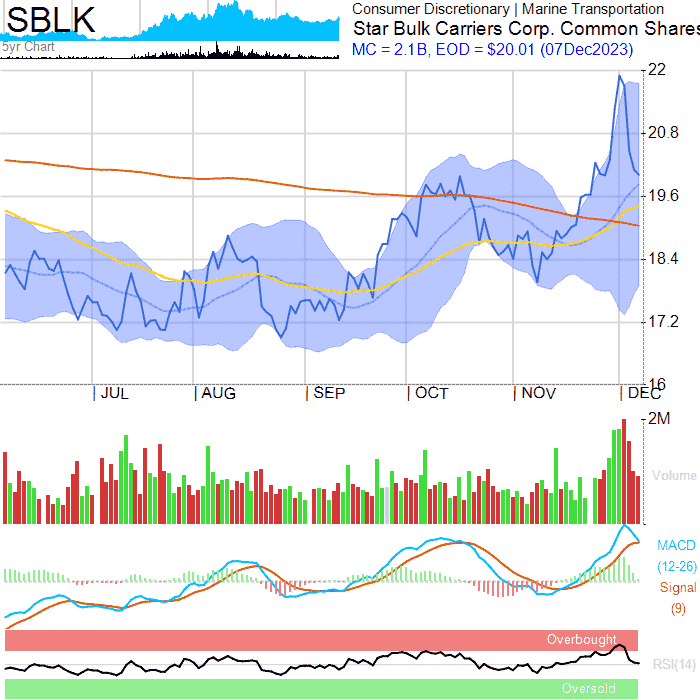 SBLK
5yr Chart
Consumer Discretionary | Marine Transportation
Star Bulk Carriers Corp. Common Shares
MC = 2.1B, EOD = $20.01 (07Dec2023)
22
20.8
19.6
18.4
17.2
16
JUL AUG SEP OCT NOV DEC
2M
Volume
MACD
(12-26)
Signal
(9)
Overbought
RSI(14)
Oversold